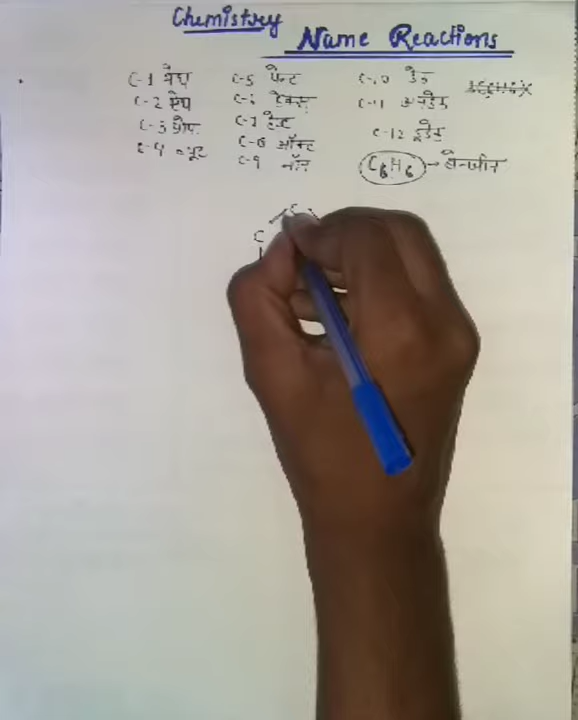 Chemistry
Name Reactions
C-1 मेथ C-5 पेन्ट C-10 डेक
C-2 ऐथ C-6 हेक्स C-11 अनडेक
C-3 प्रोप C-7 हेप्ट C-12 डूडेक
C-4 ब्यूट C-8 ऑक्ट C6H6 → बेन्जीन
C-9 नॉन
C
C